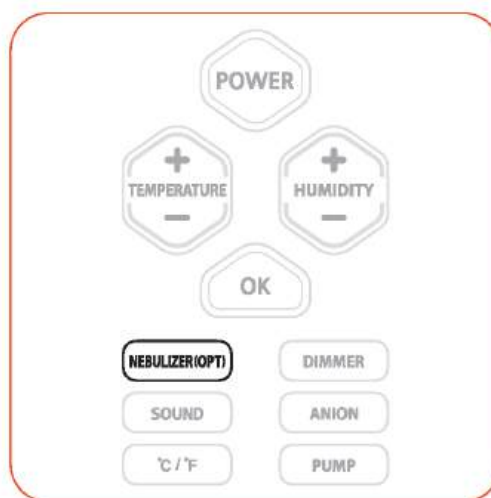 POWER
+ +
TEMPERATURE HUMIDITY
− −
OK
NEBULIZER(OPT) DIMMER
SOUND ANION
℃ / ℉ PUMP